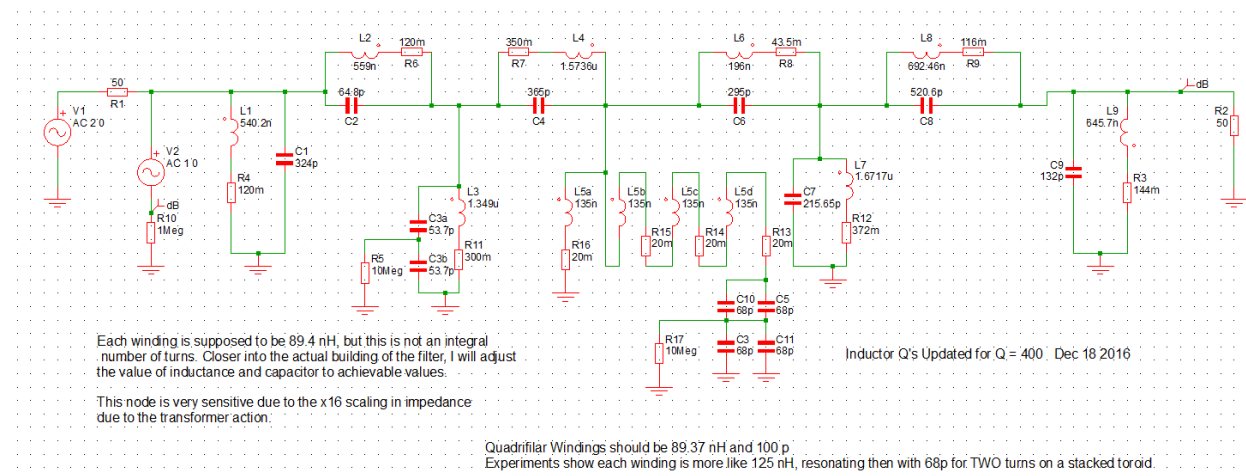 L2
120m
R6
559n
64.8p
C2
350m
R7
L4
1.5736u
365p
C4
L6
43.5m
R8
196n
295p
C6
L8
116m
R9
692.46n
520.6p
C8
50
R1
V1
AC 2 0
V2
AC 1 0
dB
R10
1Meg
L1
540.2n
R4
120m
C1
324p
L3
1.349u
C3a
53.7p
R11
300m
R5
10Meg
C3b
53.7p
L5a
135n
R16
20m
L5b
135n
R15
20m
L5c
135n
R14
20m
L5d
135n
R13
20m
C10
68p
C5
68p
R17
10Meg
C3
68p
C11
68p
C7
215.65p
L7
1.6717u
R12
372m
C9
132p
L9
645.7n
R3
144m
dB
R2
50
Each winding is supposed to be 89.4 nH, but this is not an integral
number of turns. Closer into the actual building of the filter, I will adjust
the value of inductance and capacitor to achievable values.
This node is very sensitive due to the x16 scaling in impedance
due to the transformer action.
Inductor Q's Updated for Q = 400 Dec 18 2016
Quadrifilar Windings should be 89.37 nH and 100 p
Experiments show each winding is more like 125 nH, resonating then with 68p for TWO turns on a stacked toroid